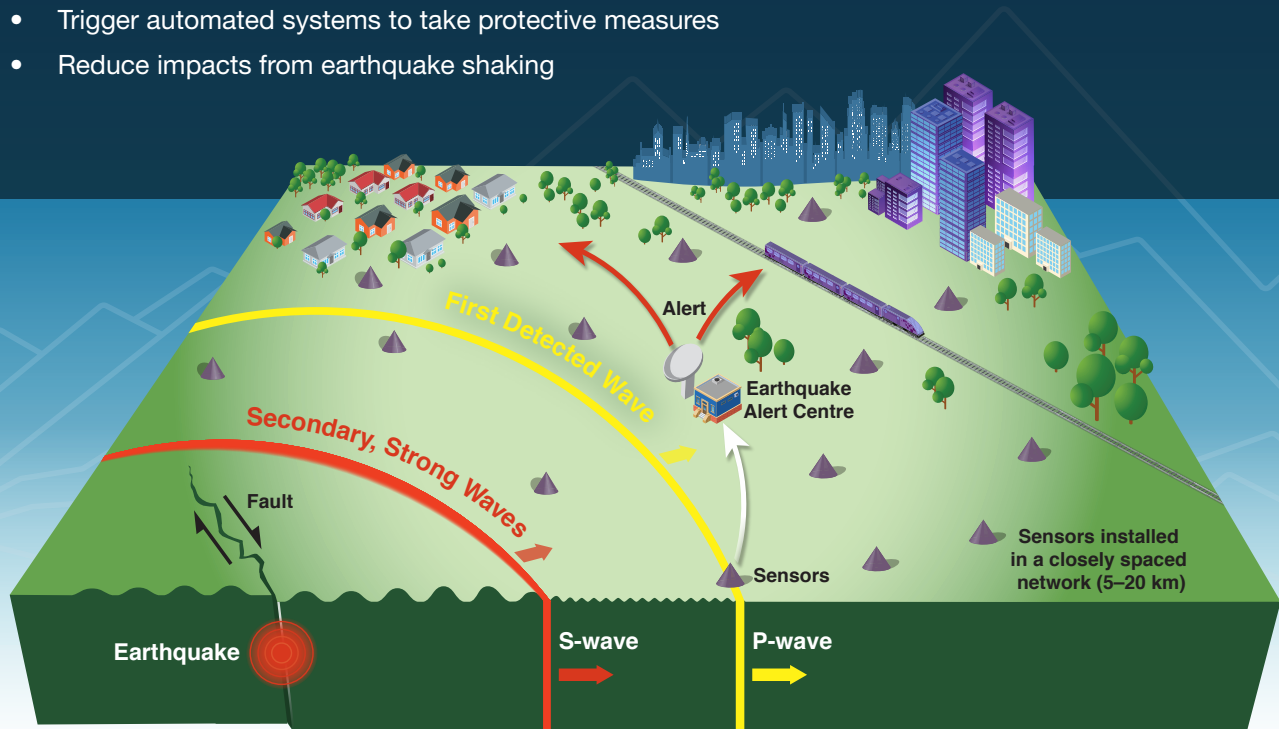 • Trigger automated systems to take protective measures
• Reduce impacts from earthquake shaking
Alert
First Detected Wave
Earthquake
Alert Centre
Secondary, Strong Waves
Fault
Sensors
Sensors installed
in a closely spaced
network (5–20 km)
Earthquake
S-wave
P-wave